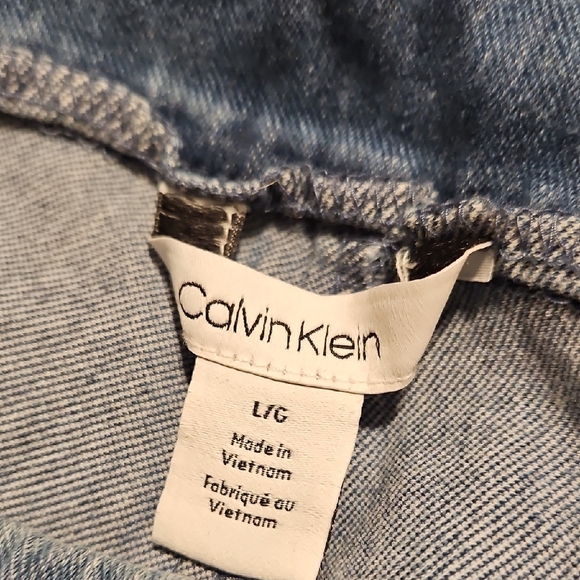 Calvin Klein
L/G
Made in
Vietnam
Fabriqué au
Vietnam